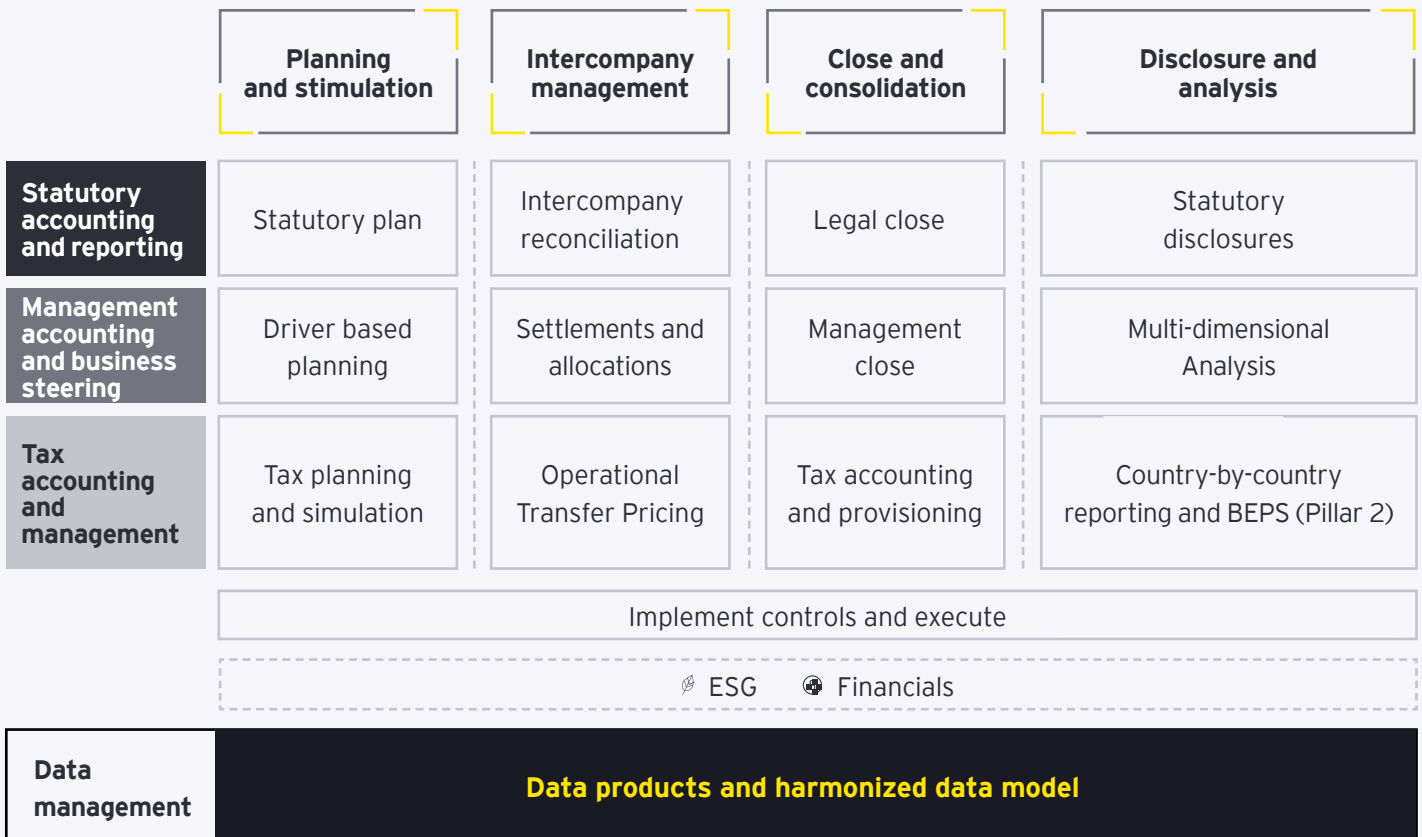 Planning
and stimulation
Intercompany
management
Close and
consolidation
Disclosure and
analysis
Statutory
accounting
and reporting
Statutory plan
Intercompany
reconciliation
Legal close
Statutory
disclosures
Management
accounting
and business
steering
Driver based
planning
Settlements and
allocations
Management
close
Multi-dimensional
Analysis
Tax
accounting
and
management
Tax planning
and simulation
Operational
Transfer Pricing
Tax accounting
and provisioning
Country-by-country
reporting and BEPS (Pillar 2)
Implement controls and execute
ESG Financials
Data
management
Data products and harmonized data model